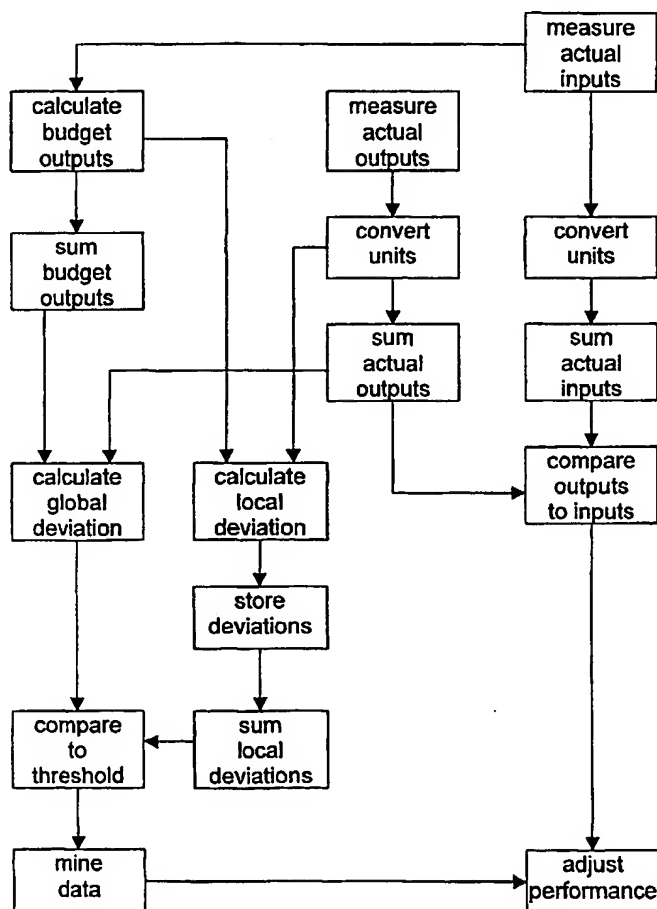 measure
actual
inputs
calculate
budget
outputs
measure
actual
outputs
sum
budget
outputs
convert
units
convert
units
sum
actual
outputs
sum
actual
inputs
calculate
global
deviation
calculate
local
deviation
compare
outputs
to inputs
store
deviations
compare
to
threshold
sum
local
deviations
mine
data
adjust
performance